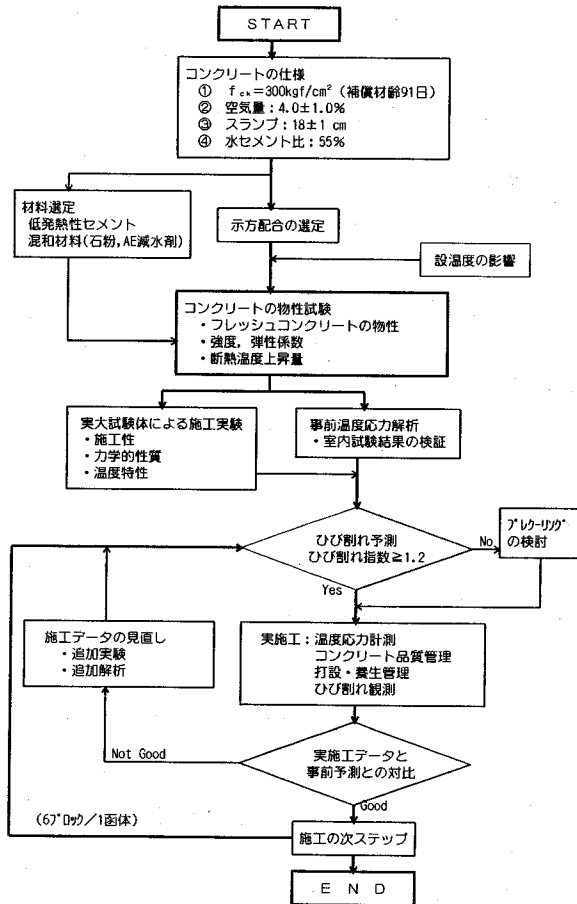 START
コンクリートの仕様
① fck=300kgf/cm² (補償材齢91日)
② 空気量:4.0±1.0%
③ スランプ:18±1 cm
④ 水セメント比:55%
材料選定
低発熱性セメント
混和材料(石粉,AE減水剤)
示方配合の選定
設温度の影響
コンクリートの物性試験
・フレッシュコンクリートの物性
・強度,弾性係数
・断熱温度上昇量
実大試験体による施工実験
・施工性
・力学的性質
・温度特性
事前温度応力解析
・室内試験結果の検証
ひび割れ予測
ひび割れ指数≧1.2
No
プレクーリング
の検討
Yes
施工データの見直し
・追加実験
・追加解析
実施工:温度応力計測
コンクリート品質管理
打設・養生管理
ひび割れ観測
Not Good
実施工データと
事前予測との対比
Good
(6ブロック/1函体)
施工の次ステップ
END